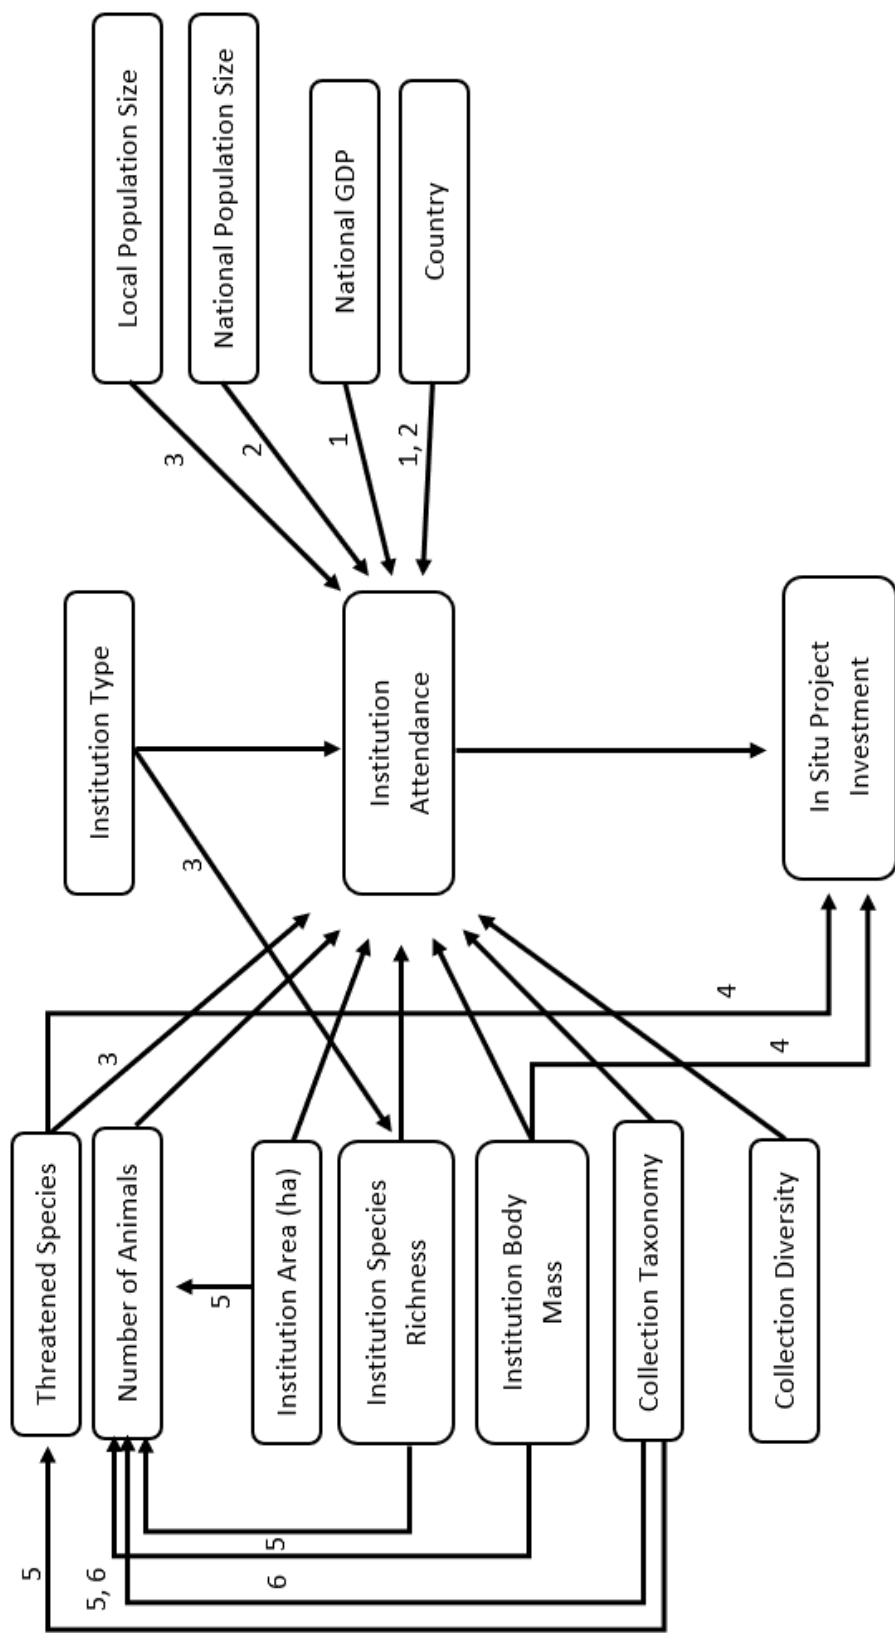 5
5, 6
6
5
Threatened Species
Number of Animals
5
Institution Area (ha)
Institution Species
Richness
Institution Body
Mass
Collection Taxonomy
Collection Diversity
3
3
4
4
Institution Type
Institution
Attendance
In Situ Project
Investment
3
2
1
1, 2
Local Population Size
National Population Size
National GDP
Country